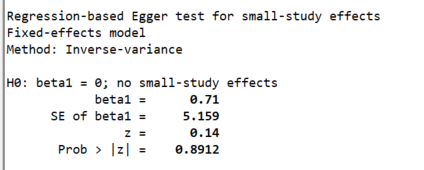 Regression-based Egger test for small-study effects
Fixed-effects model
Method: Inverse-variance
H0: beta1 = 0; no small-study effects
beta1 = 0.71
SE of beta1 = 5.159
z = 0.14
Prob > |z| = 0.8912